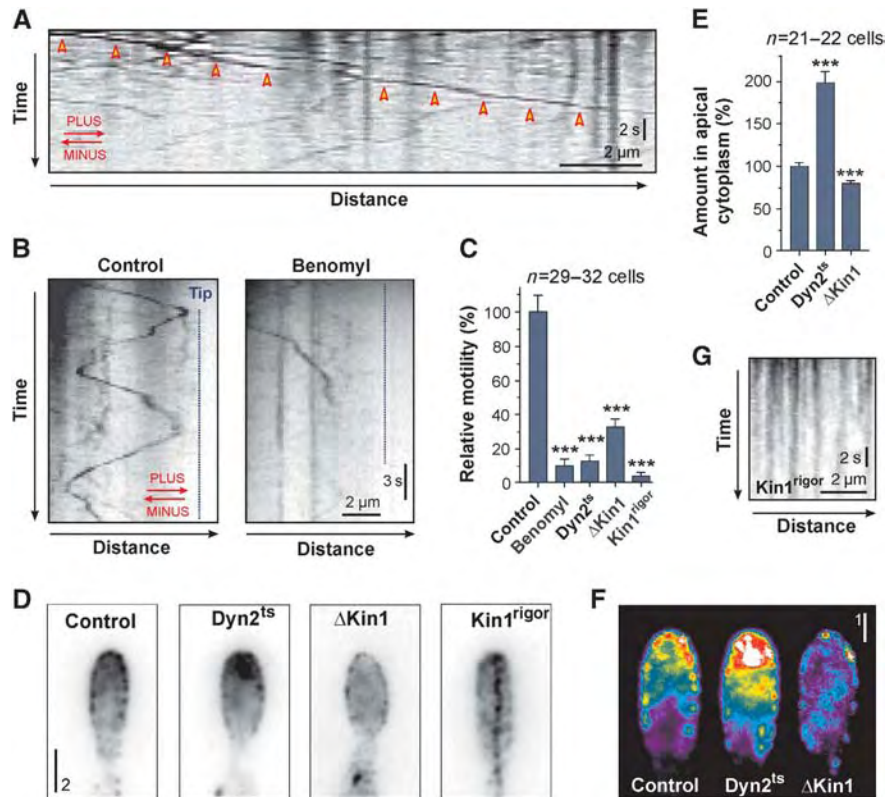 A
Time
PLUS
MINUS
2 s
2 µm
Distance
B
Control
Benomyl
Tip
Time
PLUS
MINUS
3 s
2 µm
Distance
Distance
C
n=29–32 cells
Relative motility (%)
100
80
60
40
20
0
***
***
***
***
Control
Benomyl
Dyn2ts
ΔKin1
Kin1rigor
D
Control
Dyn2ts
ΔKin1
Kin1rigor
2
E
n=21–22 cells
Amount in apical
cytoplasm (%)
200
150
100
50
0
***
***
Control
Dyn2ts
ΔKin1
G
Time
2 s
Kin1rigor
2 µm
Distance
F
1
Control
Dyn2ts
ΔKin1